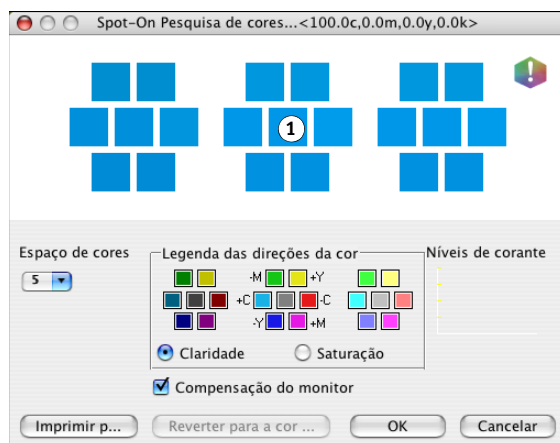 Spot-On Pesquisa de cores...<100.0c,0.0m,0.0y,0.0k>
1
Espaço de cores
5
Legenda das direções da cor
-M +Y
+C -C
-Y +M
Claridade Saturação
Níveis de corante
Compensação do monitor
Imprimir p... Reverter para a cor ... OK Cancelar